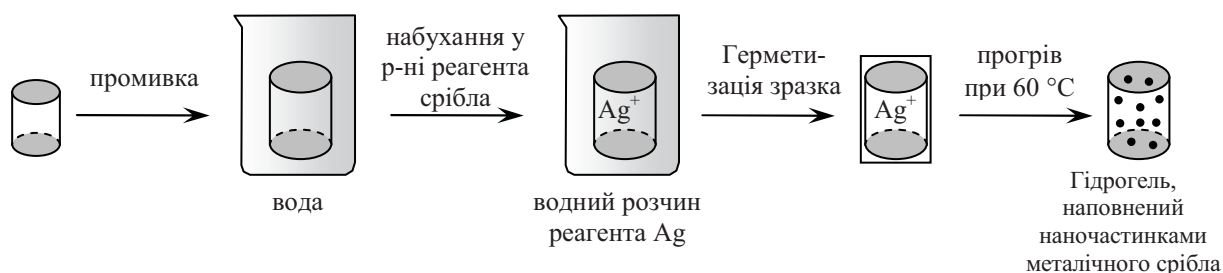 промивка
вода
набухання у
р-ні реагента
срібла
Ag⁺
водний розчин
реагента Ag
Гермети-
зація зразка
Ag⁺
прогрів
при 60 °C
Гідрогель,
наповнений
наночастинками
металічного срібла